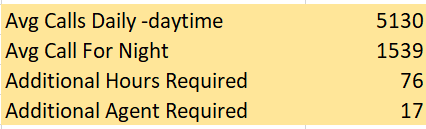 Avg Calls Daily -daytime 5130
Avg Call For Night 1539
Additional Hours Required 76
Additional Agent Required 17